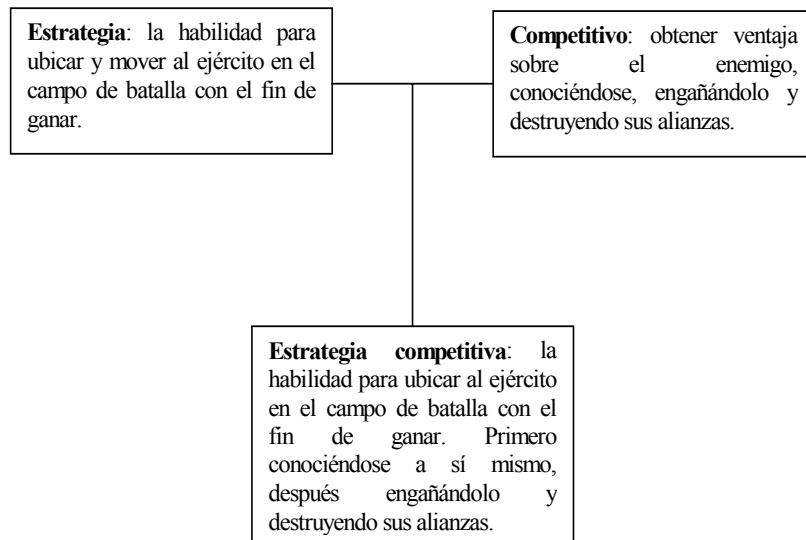 Estrategia: la habilidad para
ubicar y mover al ejército en el
campo de batalla con el fin de
ganar.
Competitivo: obtener ventaja
sobre el enemigo,
conociéndose, engañándolo y
destruyendo sus alianzas.
Estrategia competitiva: la
habilidad para ubicar al ejército
en el campo de batalla con el
fin de ganar. Primero
conociéndose a sí mismo,
después engañándolo y
destruyendo sus alianzas.